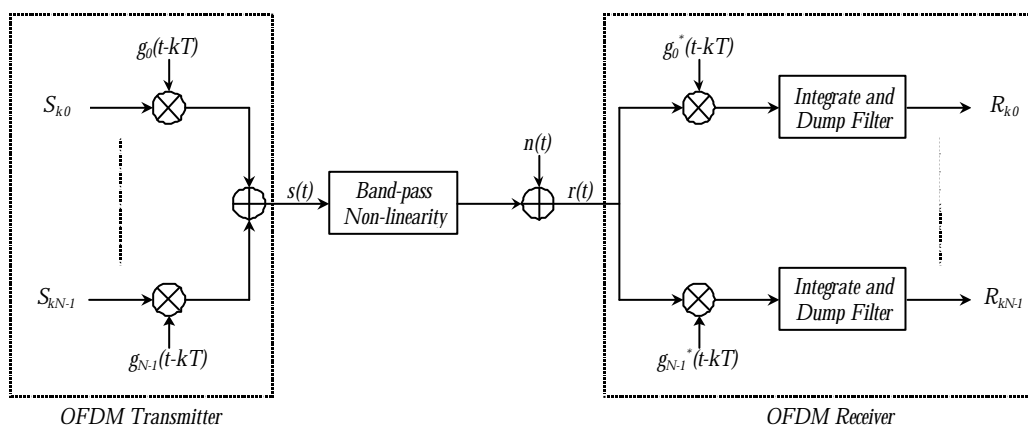 g0(t-kT)
Sk0
s(t)
Band-pass
Non-linearity
n(t)
r(t)
g0*(t-kT)
Integrate and
Dump Filter
Rk0
SkN-1
gN-1(t-kT)
Integrate and
Dump Filter
RkN-1
gN-1*(t-kT)
OFDM Transmitter
OFDM Receiver